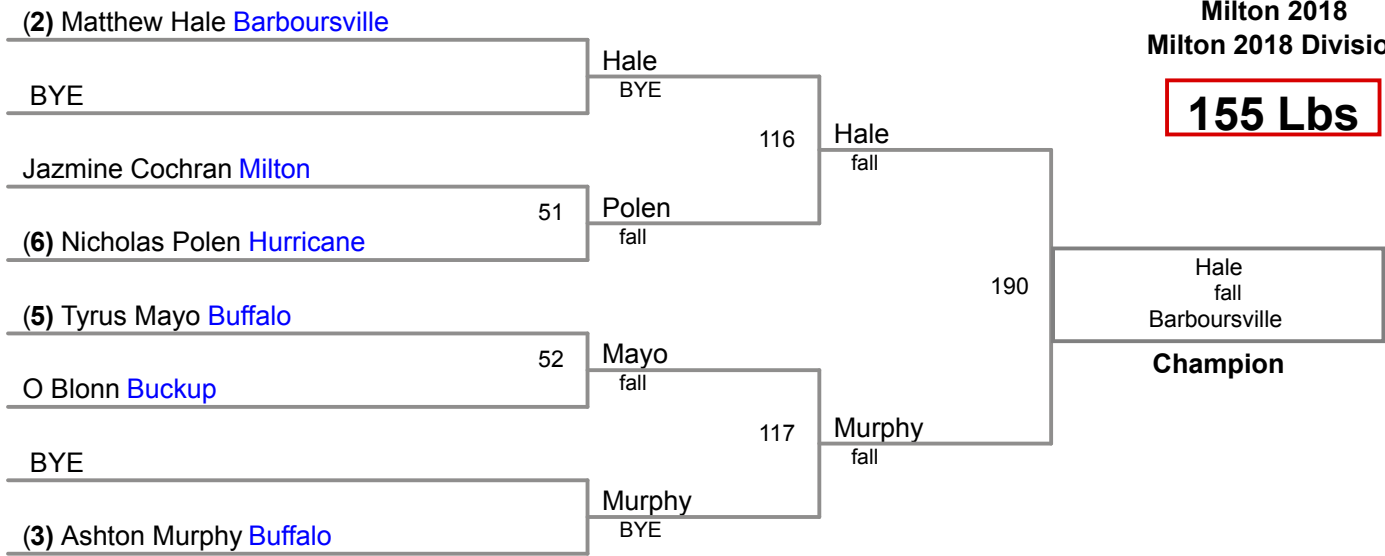 (2) Matthew Hale Barboursville
BYE
Jazmine Cochran Milton
(6) Nicholas Polen Hurricane
(5) Tyrus Mayo Buffalo
O Blonn Buckup
BYE
(3) Ashton Murphy Buffalo
51
52
Hale
BYE
Polen
fall
Mayo
fall
Murphy
BYE
116
117
Hale
fall
Murphy
fall
190
Hale
fall
Barboursville
Champion
Milton 2018
Milton 2018 Divisio
155 Lbs